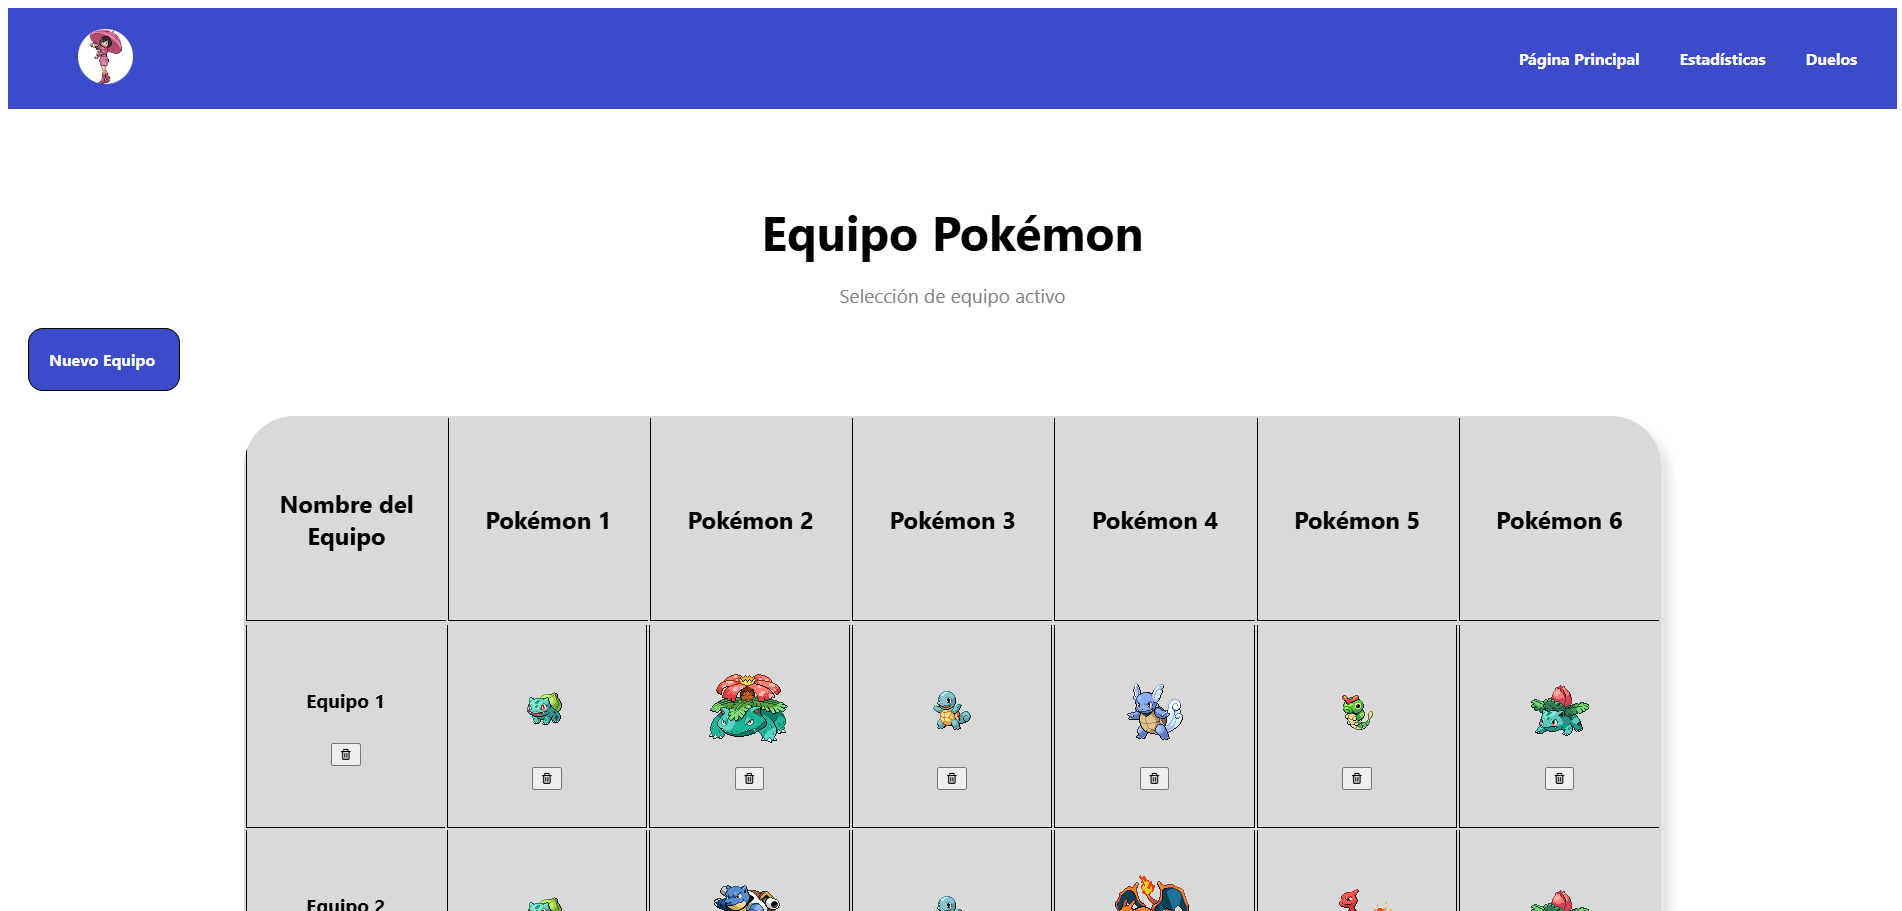 Página Principal Estadísticas Duelos
Equipo Pokémon
Selección de equipo activo
Nuevo Equipo
Nombre del
Equipo
Pokémon 1
Pokémon 2
Pokémon 3
Pokémon 4
Pokémon 5
Pokémon 6
Equipo 1
Equipo 2